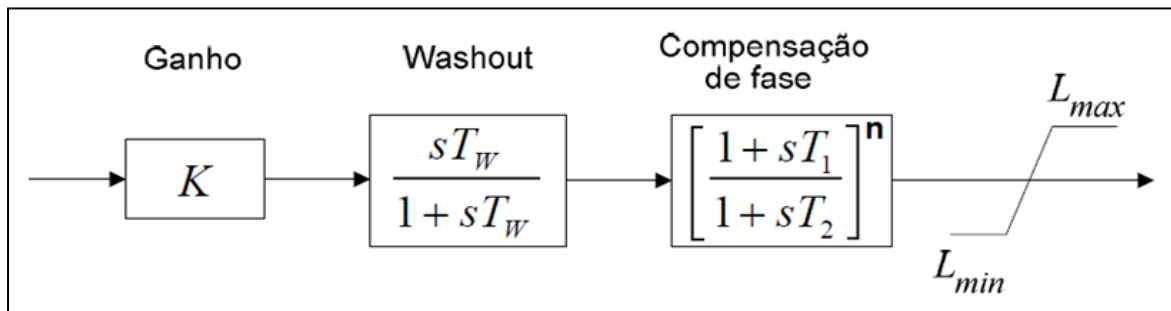 Ganho
Washout
Compensação
de fase
K
sT_W
1 + sT_W
[ 1 + sT_1 / 1 + sT_2 ]^n
L_max
L_min